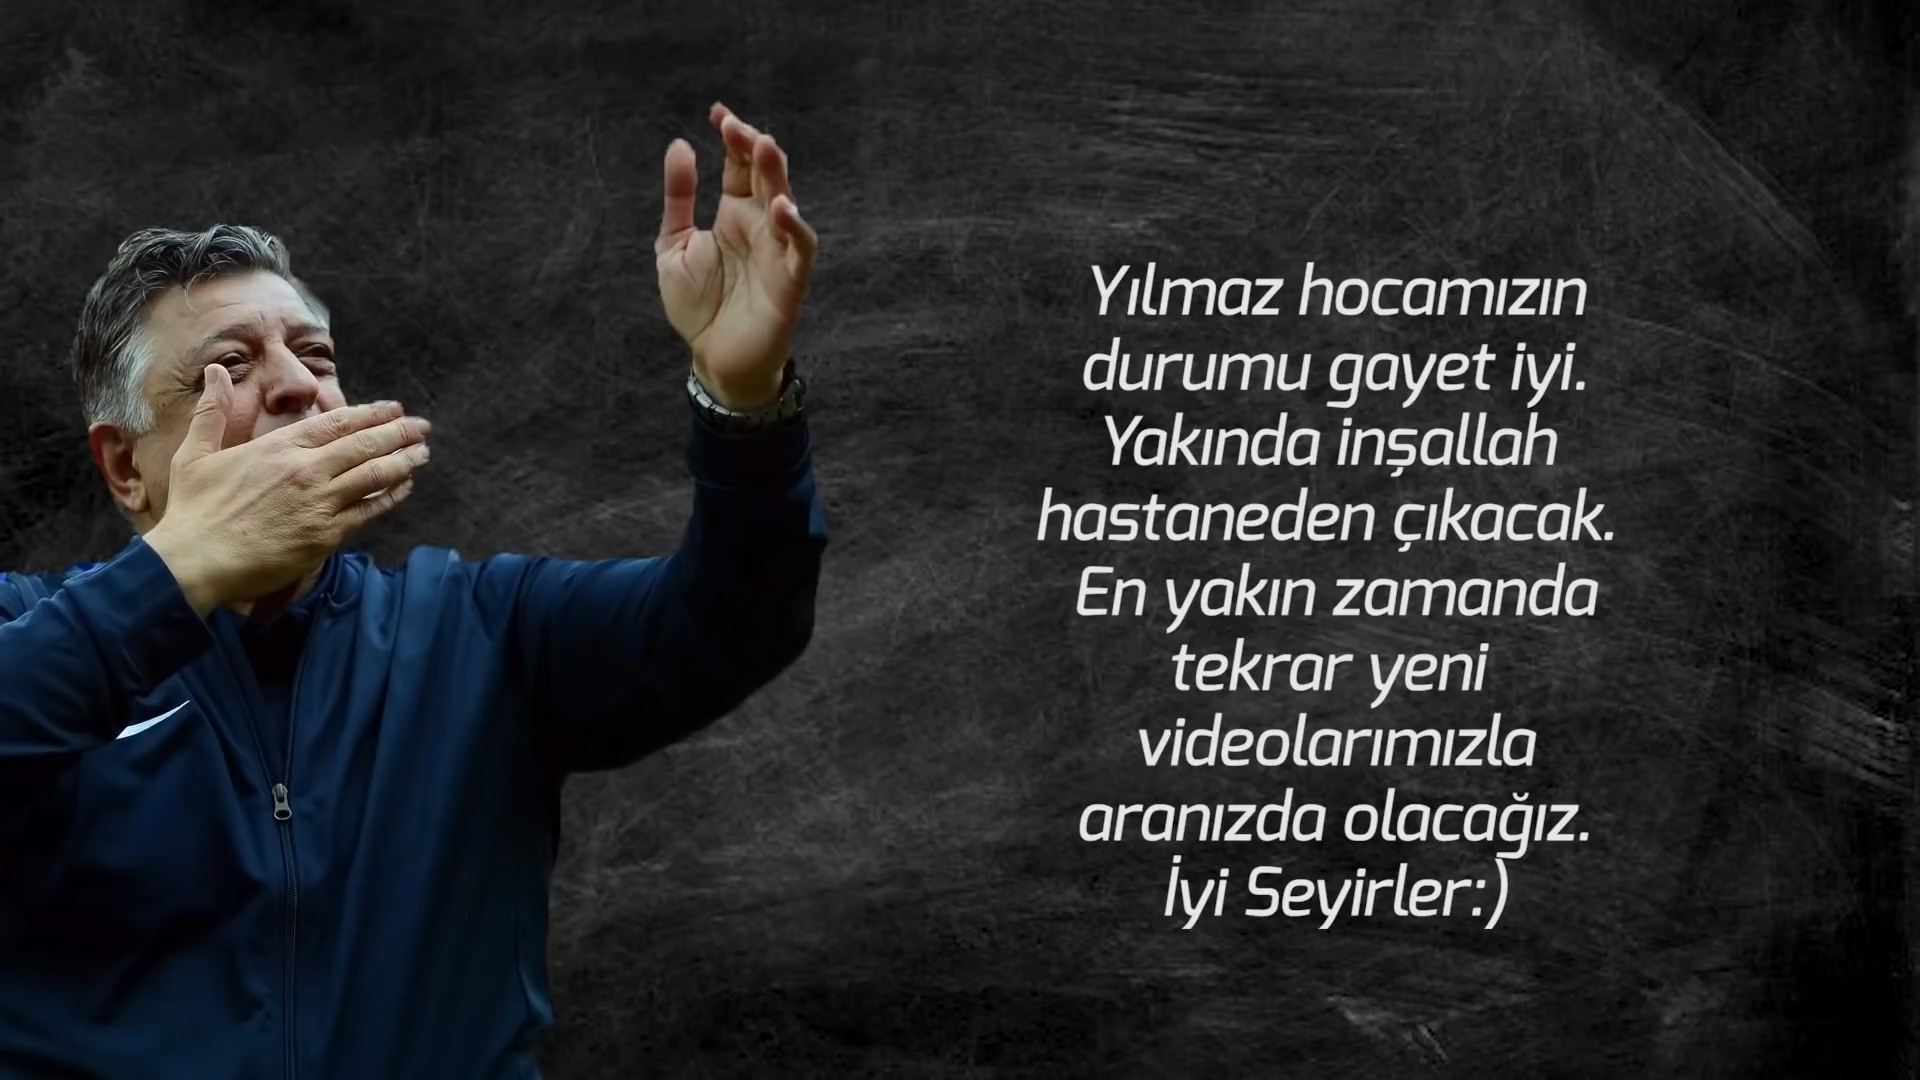 Yılmaz hocamızın
durumu gayet iyi.
Yakında inşallah
hastaneden çıkacak.
En yakın zamanda
tekrar yeni
videolarımızla
aranızda olacağız.
İyi Seyirler:)